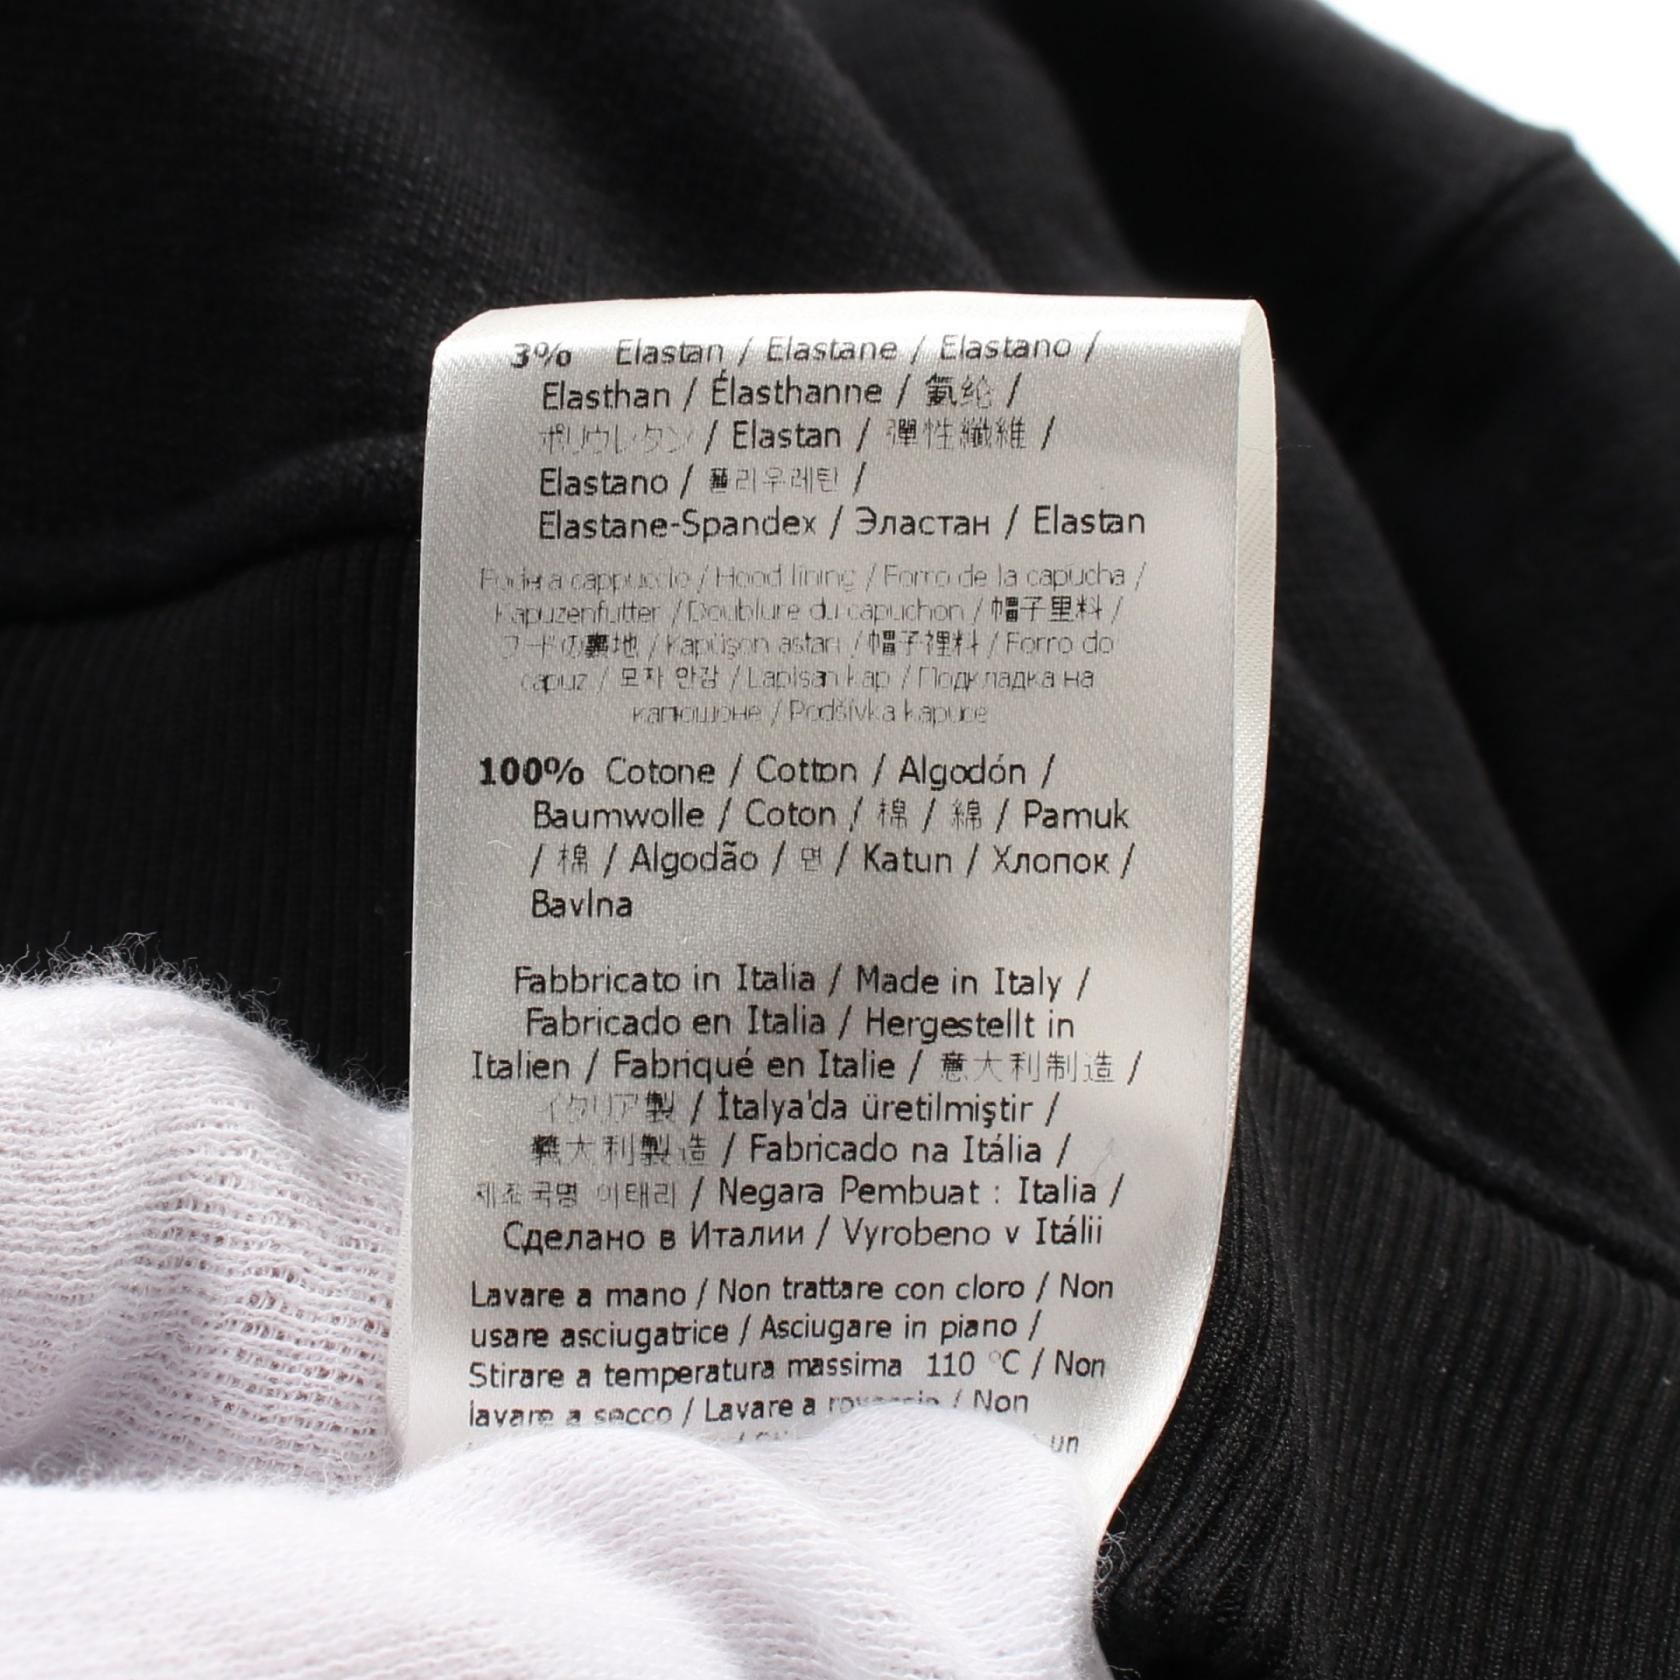 3% Elastan / Elastane / Elastano /
Elasthan / Élasthanne / 氨纶 /
ポリウレタン / Elastan / 彈性纖維 /
Elastano / 폴리우레탄 /
Elastane-Spandex / Эластан / Elastan
Fodera cappuccio / Hood lining / Forro de la capucha /
Kapuzenfutter / Doublure du capuchon / 帽子里料 /
フードの裏地 / Kapüşon astarı / 帽子裡料 / Forro do
capuz / 모자 안감 / Lapisan kap / Подкладка на
капюшоне / Podšívka kapuce
100% Cotone / Cotton / Algodón /
Baumwolle / Coton / 棉 / 綿 / Pamuk
/ 棉 / Algodão / 면 / Katun / Хлопок /
Bavlna
Fabbricato in Italia / Made in Italy /
Fabricado en Italia / Hergestellt in
Italien / Fabriqué en Italie / 意大利制造 /
イタリア製 / İtalya'da üretilmiştir /
義大利製造 / Fabricado na Itália /
제조국명 이태리 / Negara Pembuat : Italia /
Сделано в Италии / Vyrobeno v Itálii
Lavare a mano / Non trattare con cloro / Non
usare asciugatrice / Asciugare in piano /
Stirare a temperatura massima 110 °C / Non
lavare a secco / Lavare a rovescio / Non
un